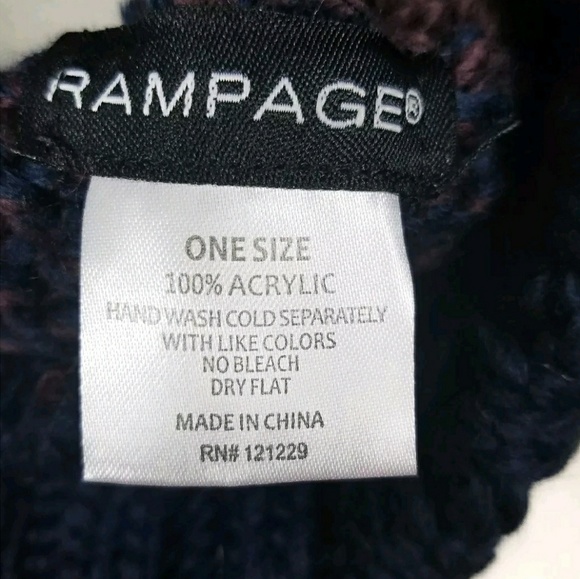 RAMPAGE®
ONE SIZE
100% ACRYLIC
HAND WASH COLD SEPARATELY
WITH LIKE COLORS
NO BLEACH
DRY FLAT
MADE IN CHINA
RN# 121229